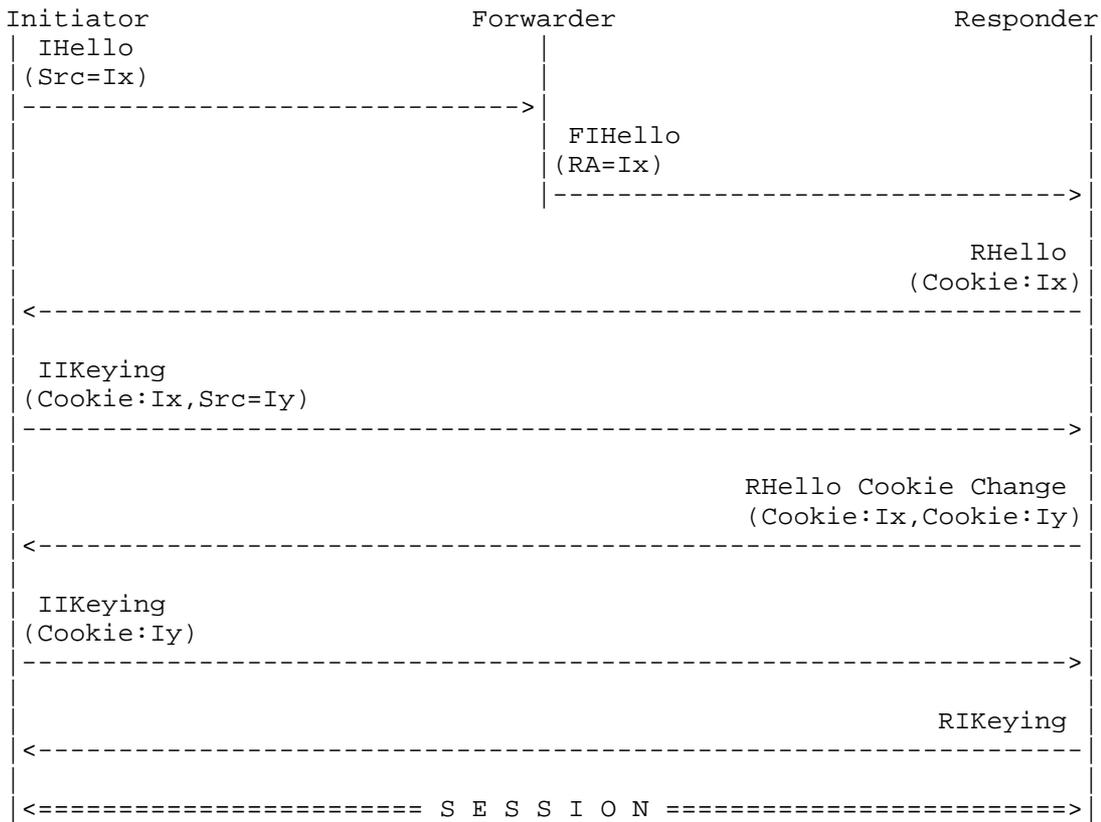 Initiator Forwarder Responder
IHello
(Src=Ix)
FIHello
(RA=Ix)
RHello
(Cookie:Ix)
IIKeying
(Cookie:Ix,Src=Iy)
RHello Cookie Change
(Cookie:Ix,Cookie:Iy)
IIKeying
(Cookie:Iy)
RIKeying
S E S S I O N